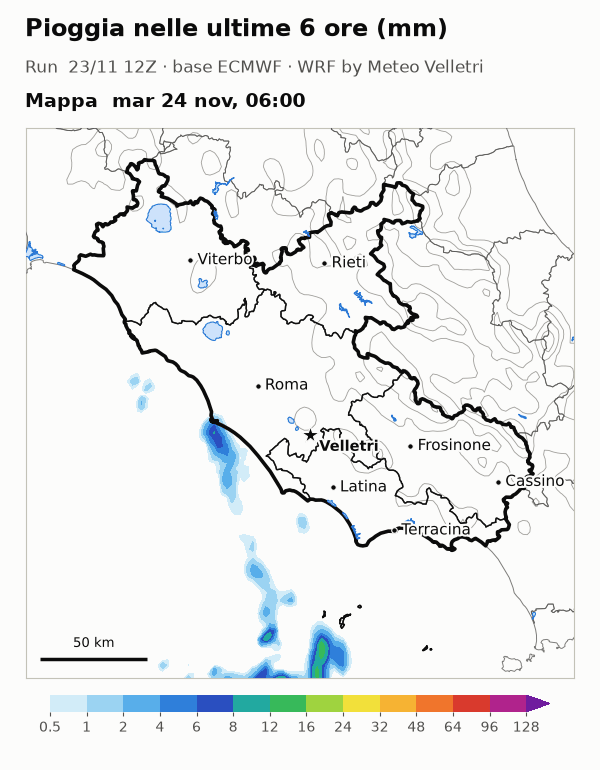 Pioggia nelle ultime 6 ore (mm)
Run  23/11 12Z · base ECMWF · WRF by Meteo Velletri
Mappa  mar 24 nov, 06:00
Viterbo
Rieti
Roma
Velletri
Frosinone
Cassino
Latina
Terracina
50 km
0.5 1 2 4 6 8 12 16 24 32 48 64 96 128